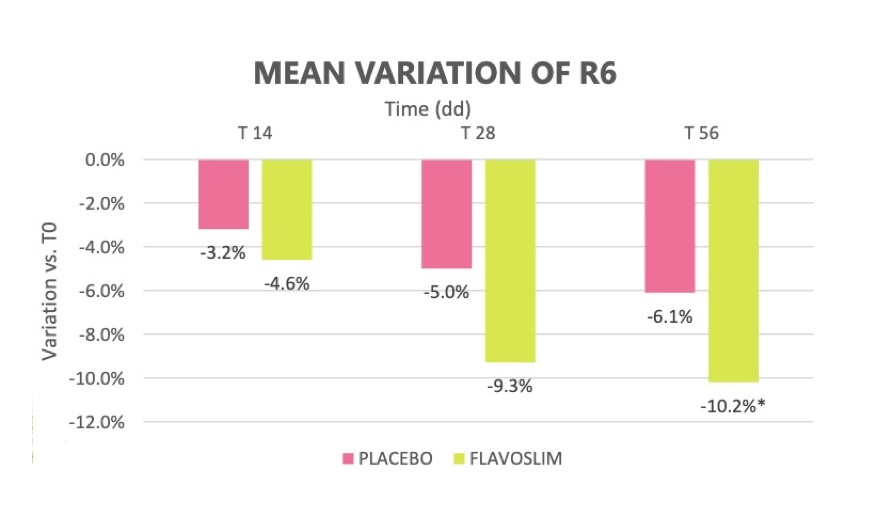 MEAN VARIATION OF R6
Time (dd)
T 14 T 28 T 56
0.0%
-2.0%
-4.0%
-6.0%
-8.0%
-10.0%
-12.0%
Variation vs. T0
-3.2%
-4.6%
-5.0%
-9.3%
-6.1%
-10.2%*
PLACEBO FLAVOSLIM